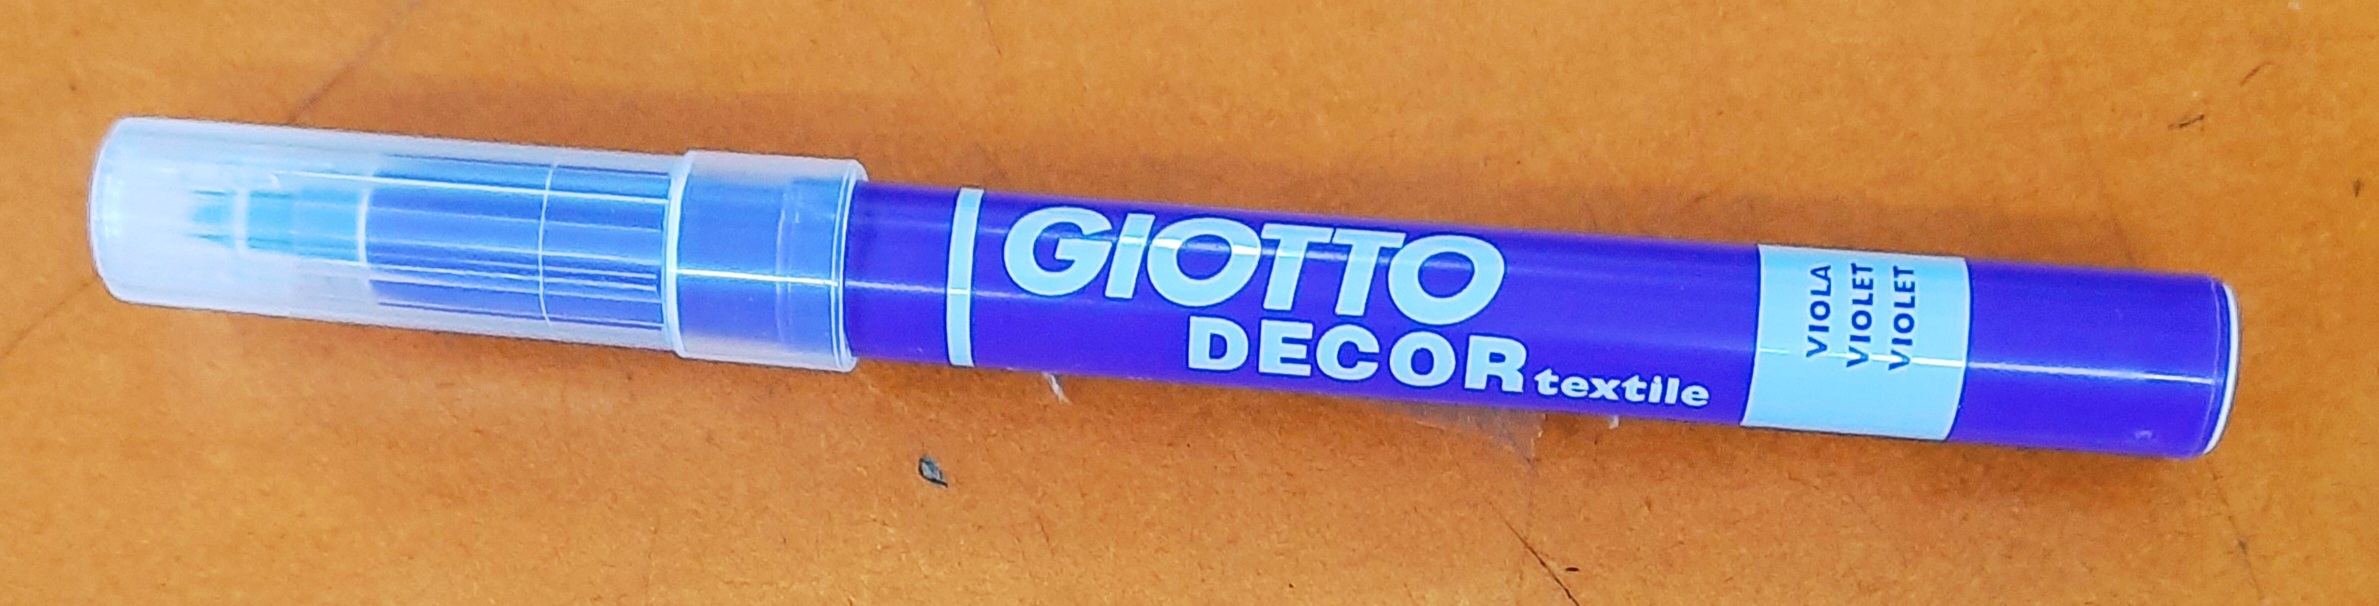 GIOTTO
DECOR textile
VIOLA
VIOLET
VIOLET